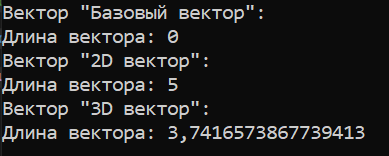 Вектор "Базовый вектор":
Длина вектора: 0
Вектор "2D вектор":
Длина вектора: 5
Вектор "3D вектор":
Длина вектора: 3,7416573867739413